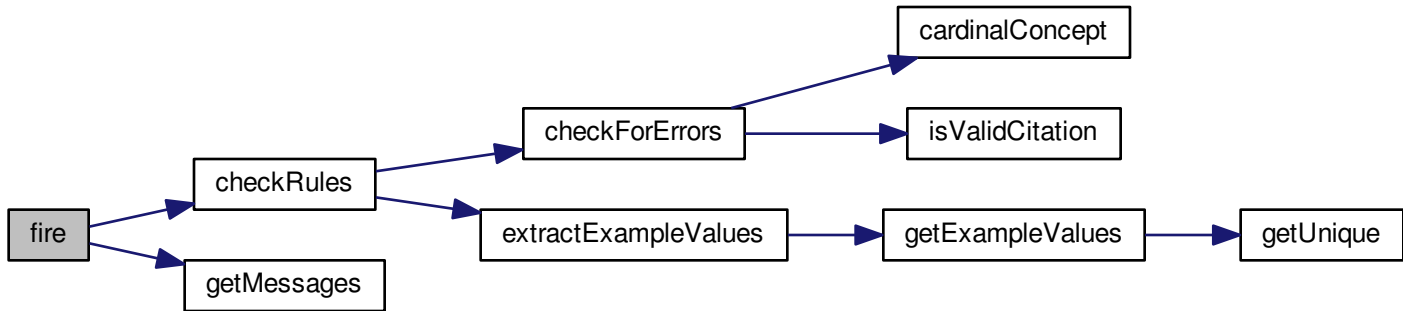 cardinalConcept
checkForErrors
isValidCitation
checkRules
fire
extractExampleValues
getExampleValues
getUnique
getMessages